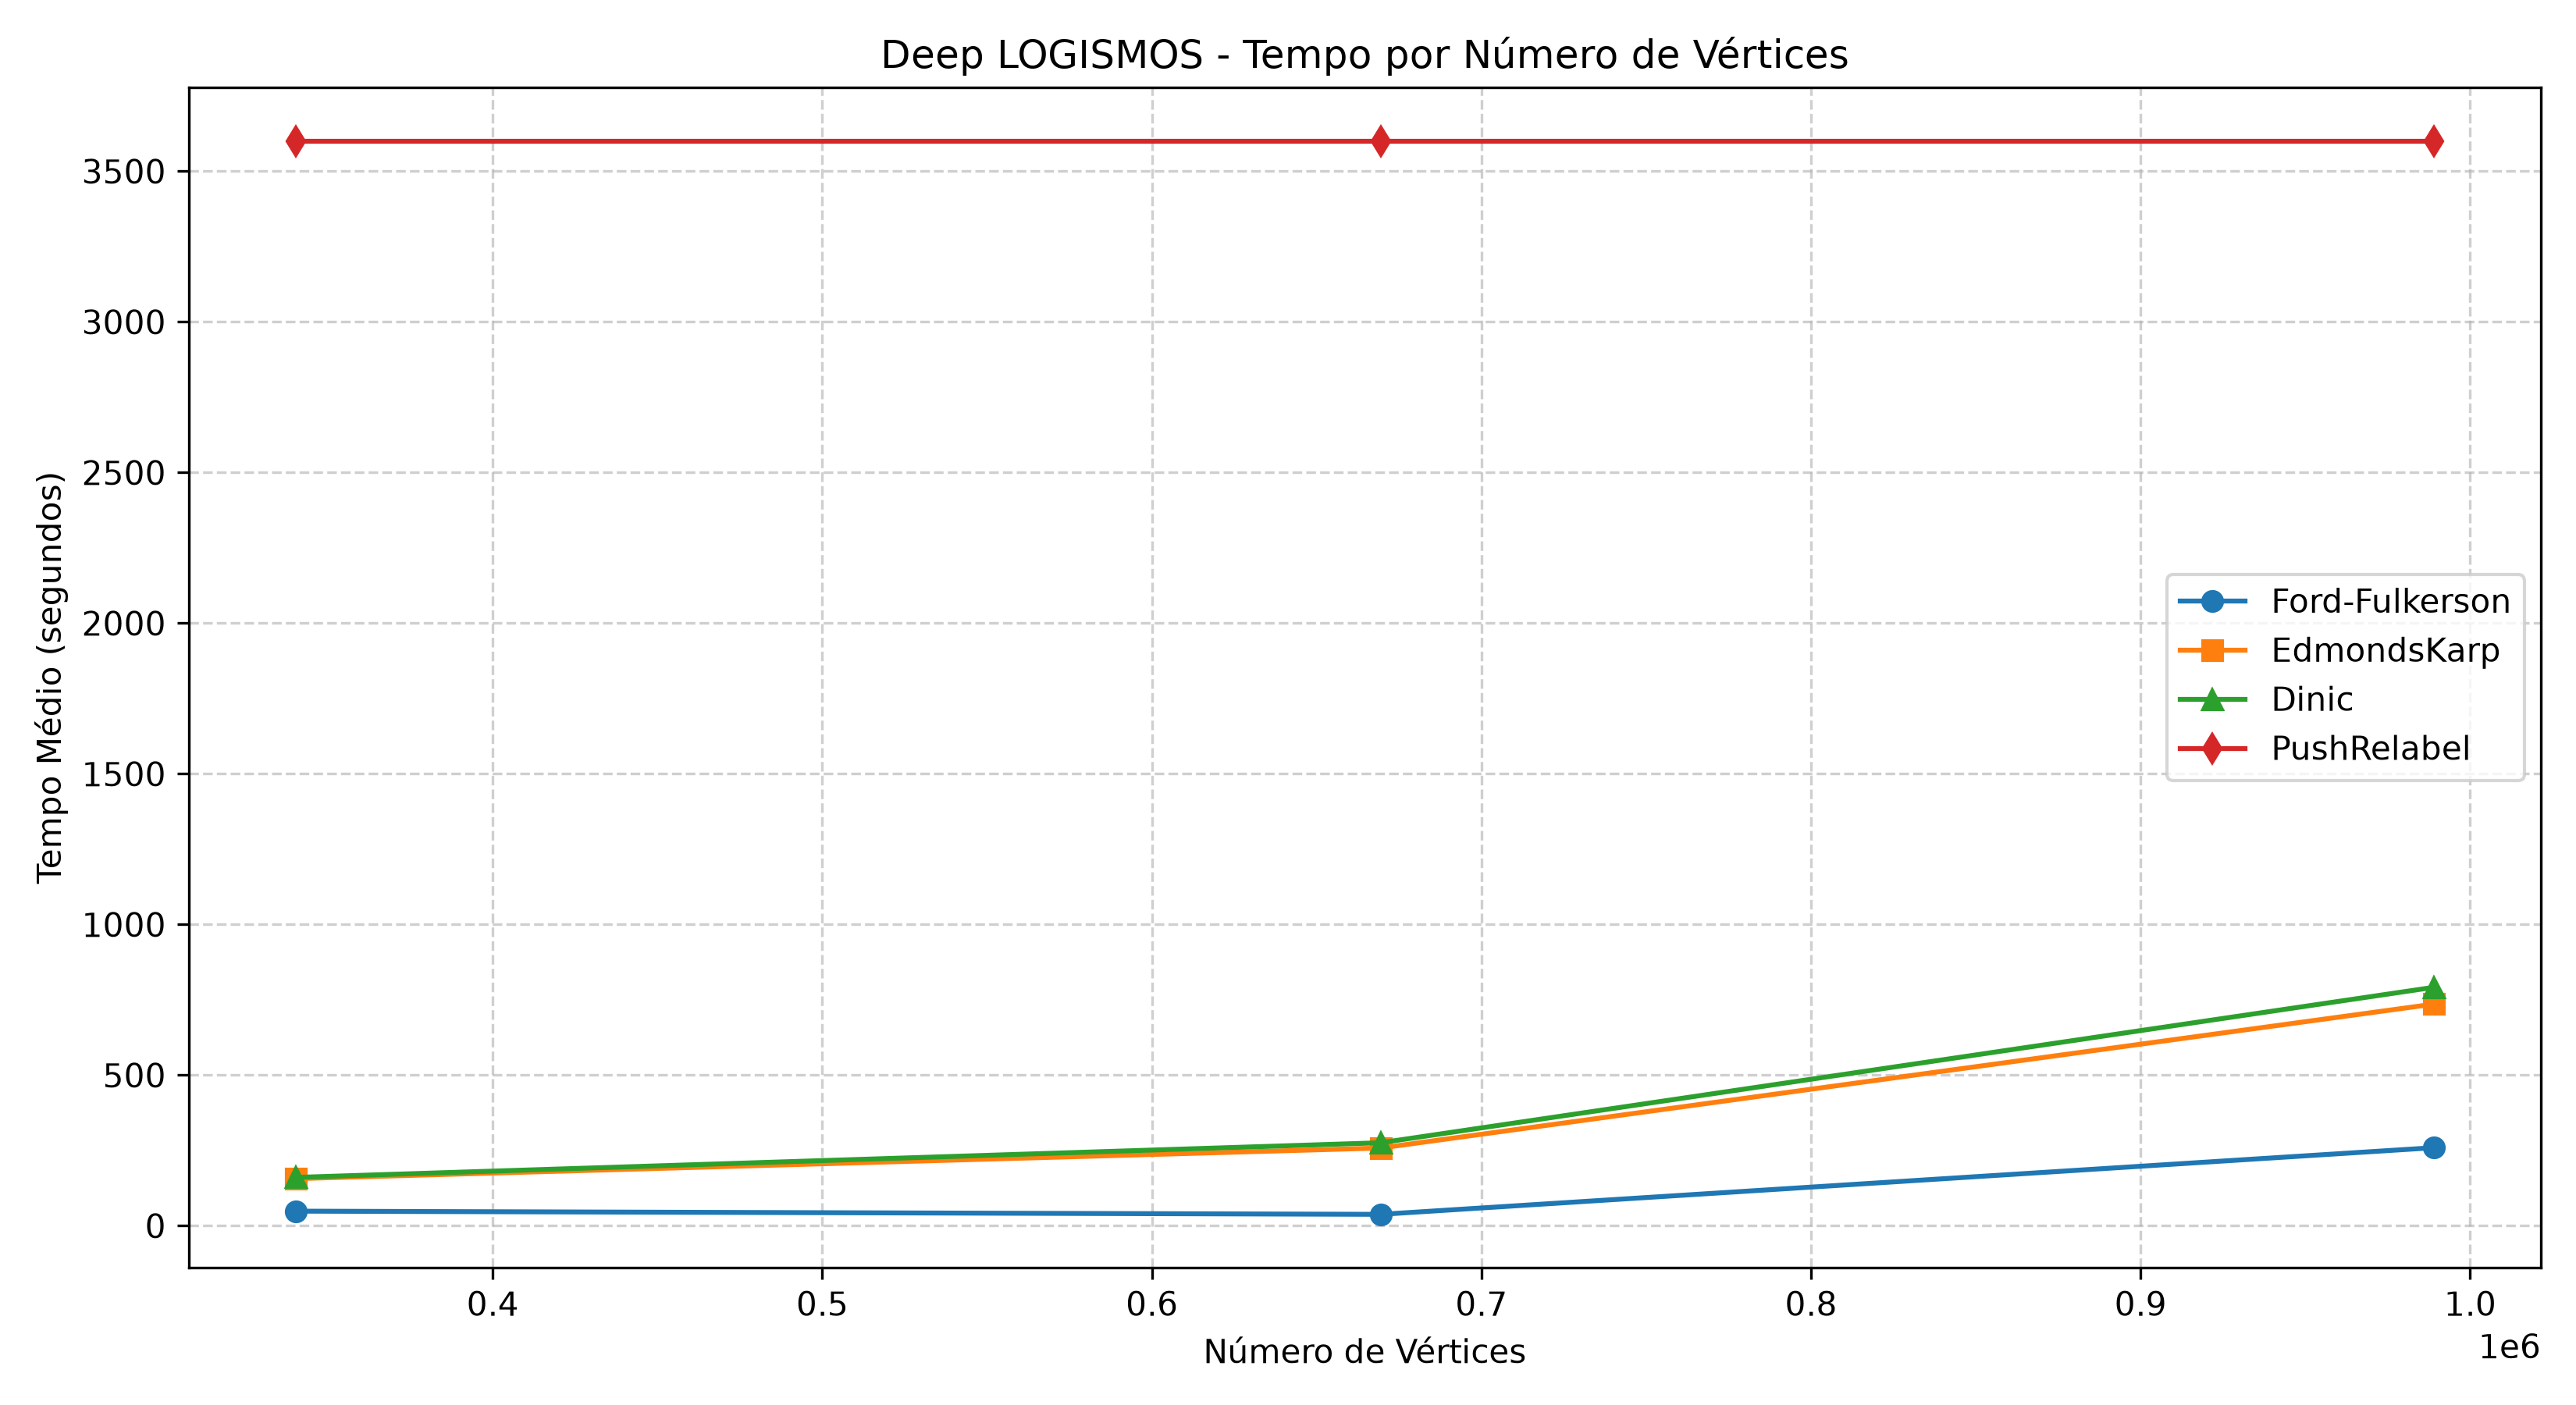 Deep LOGISMOS - Tempo por Número de Vértices
Tempo Médio (segundos)
3500
3000
2500
2000
1500
1000
500
0
Ford-Fulkerson
EdmondsKarp
Dinic
PushRelabel
0.4 0.5 0.6 0.7 0.8 0.9 1.0
1e6
Número de Vértices